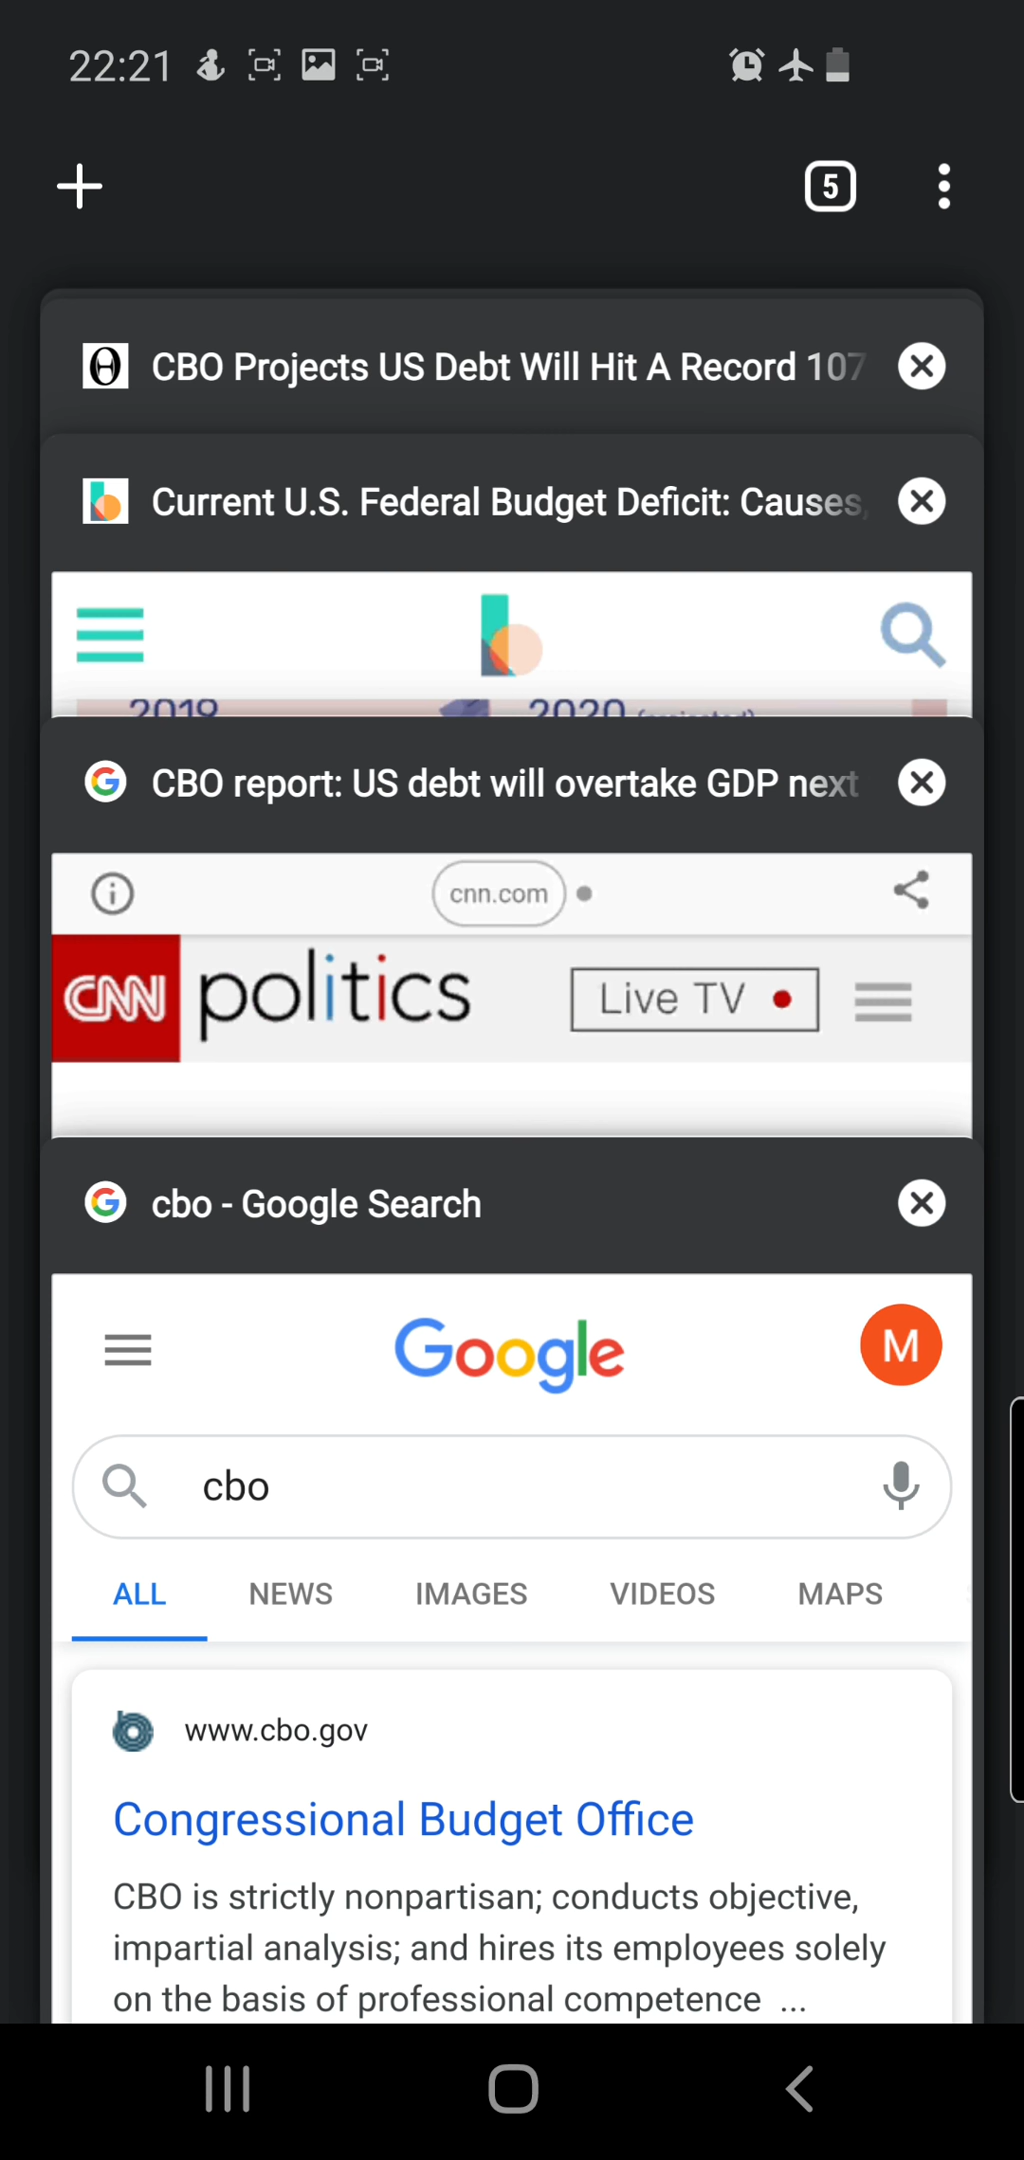 22:21
5
CBO Projects US Debt Will Hit A Record 107
Current U.S. Federal Budget Deficit: Causes,
2019 2020 (projected)
CBO report: US debt will overtake GDP next
cnn.com
CNN politics Live TV
cbo - Google Search
Google M
cbo
ALL NEWS IMAGES VIDEOS MAPS
www.cbo.gov
Congressional Budget Office
CBO is strictly nonpartisan; conducts objective,
impartial analysis; and hires its employees solely
on the basis of professional competence ...